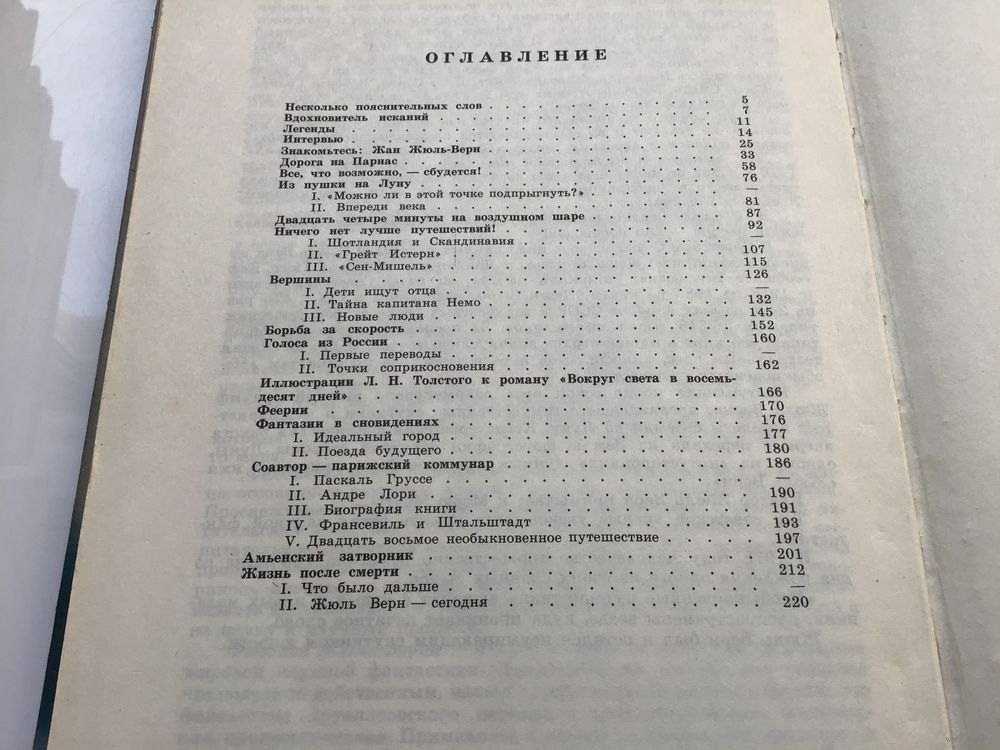 ОГЛАВЛЕНИЕ
Несколько пояснительных слов . . . . . . . . . . . . 5
Вдохновитель исканий . . . . . . . . . . . . 7
Легенды . . . . . . . . . . . . 11
Интервью . . . . . . . . . . . . 14
Знакомьтесь: Жан Жюль-Верн . . . . . . . . . . . . 25
Дорога на Парнас . . . . . . . . . . . . 33
Все, что возможно, — сбудется! . . . . . . . . . . . . 58
Из пушки на Луну . . . . . . . . . . . . 76
I. «Можно ли в этой точке подпрыгнуть?» . . . . . . . —
II. Впереди века . . . . . . . . . . . . 81
Двадцать четыре минуты на воздушном шаре . . . . . . . 87
Ничего нет лучше путешествий! . . . . . . . . . . . . 92
I. Шотландия и Скандинавия . . . . . . . . . . —
II. «Грейт Истерн» . . . . . . . . . . . . 107
III. «Сен-Мишель» . . . . . . . . . . . . 115
Вершины . . . . . . . . . . . . 126
I. Дети ищут отца . . . . . . . . . . . . —
II. Тайна капитана Немо . . . . . . . . . . . . 132
III. Новые люди . . . . . . . . . . . . 145
Борьба за скорость . . . . . . . . . . . . 152
Голоса из России . . . . . . . . . . . . 160
I. Первые переводы . . . . . . . . . . . . —
II. Точки соприкосновения . . . . . . . . . . . . 162
Иллюстрации Л. Н. Толстого к роману «Вокруг света в восемь-
десят дней» . . . . . . . . . . . . 166
Феерии . . . . . . . . . . . . 170
Фантазии в сновидениях . . . . . . . . . . . . 176
I. Идеальный город . . . . . . . . . . . . 177
II. Поезда будущего . . . . . . . . . . . . 180
Соавтор — парижский коммунар . . . . . . . . . . . . 186
I. Паскаль Груссе . . . . . . . . . . . . —
II. Андре Лори . . . . . . . . . . . . 190
III. Биография книги . . . . . . . . . . . . 191
IV. Франсевиль и Штальштадт . . . . . . . . . . 193
V. Двадцать восьмое необыкновенное путешествие . . . . . 197
Амьенский затворник . . . . . . . . . . . . 201
Жизнь после смерти . . . . . . . . . . . . 212
I. Что было дальше . . . . . . . . . . . . —
II. Жюль Верн — сегодня . . . . . . . . . . . . 220